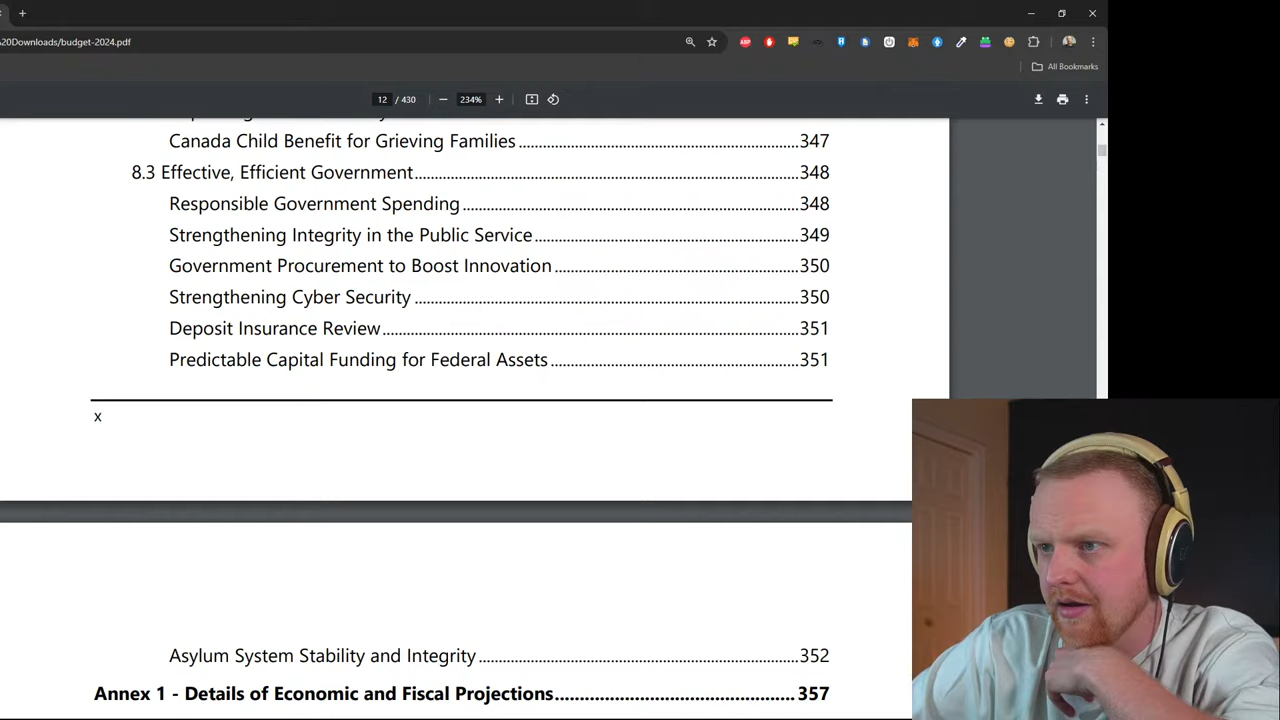 20Downloads/budget-2024.pdf
All Bookmarks
12 / 430
234%
Canada Child Benefit for Grieving Families 347
8.3 Effective, Efficient Government 348
Responsible Government Spending 348
Strengthening Integrity in the Public Service 349
Government Procurement to Boost Innovation 350
Strengthening Cyber Security 350
Deposit Insurance Review 351
Predictable Capital Funding for Federal Assets 351
x
Asylum System Stability and Integrity 352
Annex 1 - Details of Economic and Fiscal Projections 357